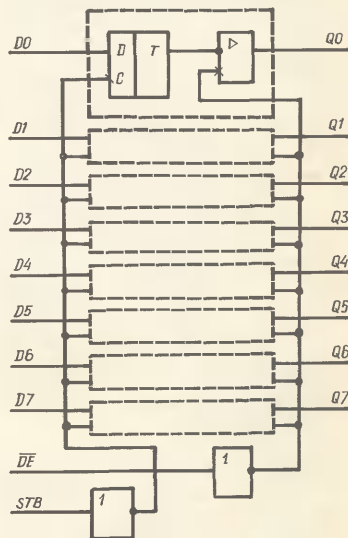 D0 D T ▷ Q0
C
D1 Q1
D2 Q2
D3 Q3
D4 Q4
D5 Q5
D6 Q6
D7 Q7
D̅E̅ 1
STB 1